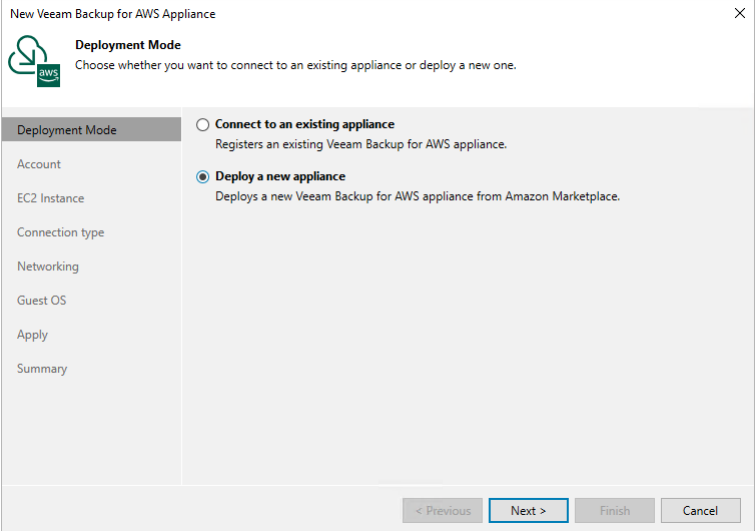 New Veeam Backup for AWS Appliance
Deployment Mode
Choose whether you want to connect to an existing appliance or deploy a new one.
aws
Deployment Mode
Account
EC2 Instance
Connection type
Networking
Guest OS
Apply
Summary
Connect to an existing appliance
Registers an existing Veeam Backup for AWS appliance.
Deploy a new appliance
Deploys a new Veeam Backup for AWS appliance from Amazon Marketplace.
< Previous
Next >
Finish
Cancel